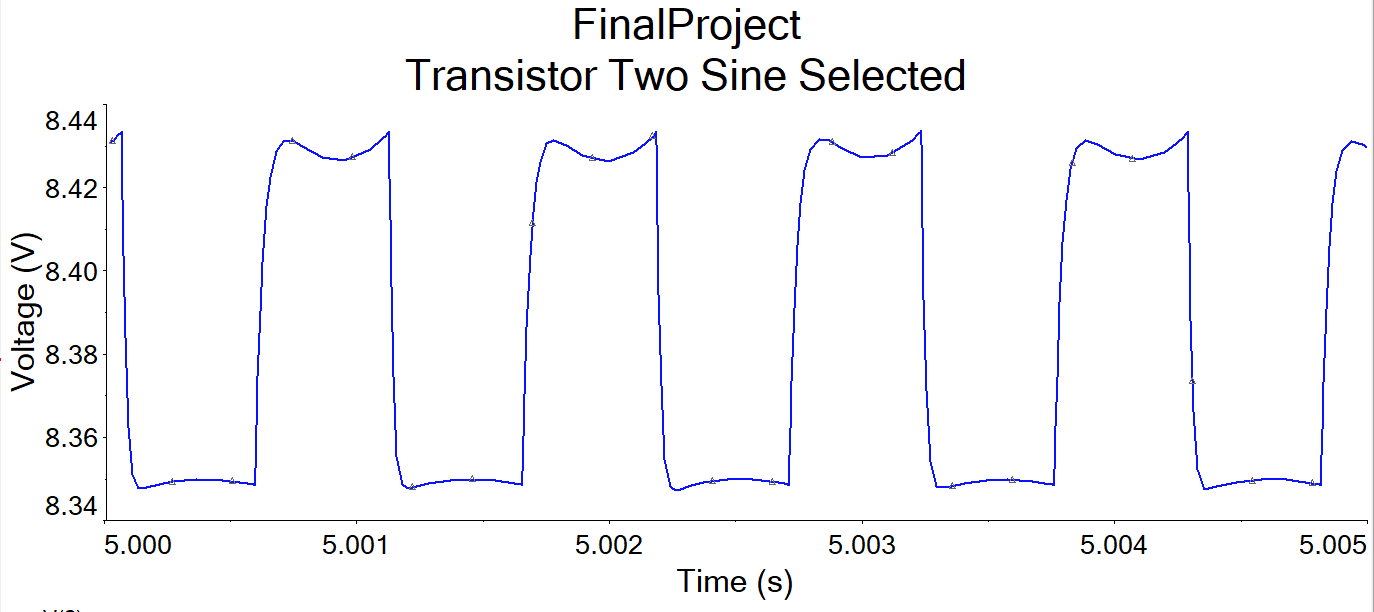 FinalProject
Transistor Two Sine Selected
8.44
8.42
8.40
8.38
8.36
8.34
Voltage (V)
5.000 5.001 5.002 5.003 5.004 5.005
Time (s)